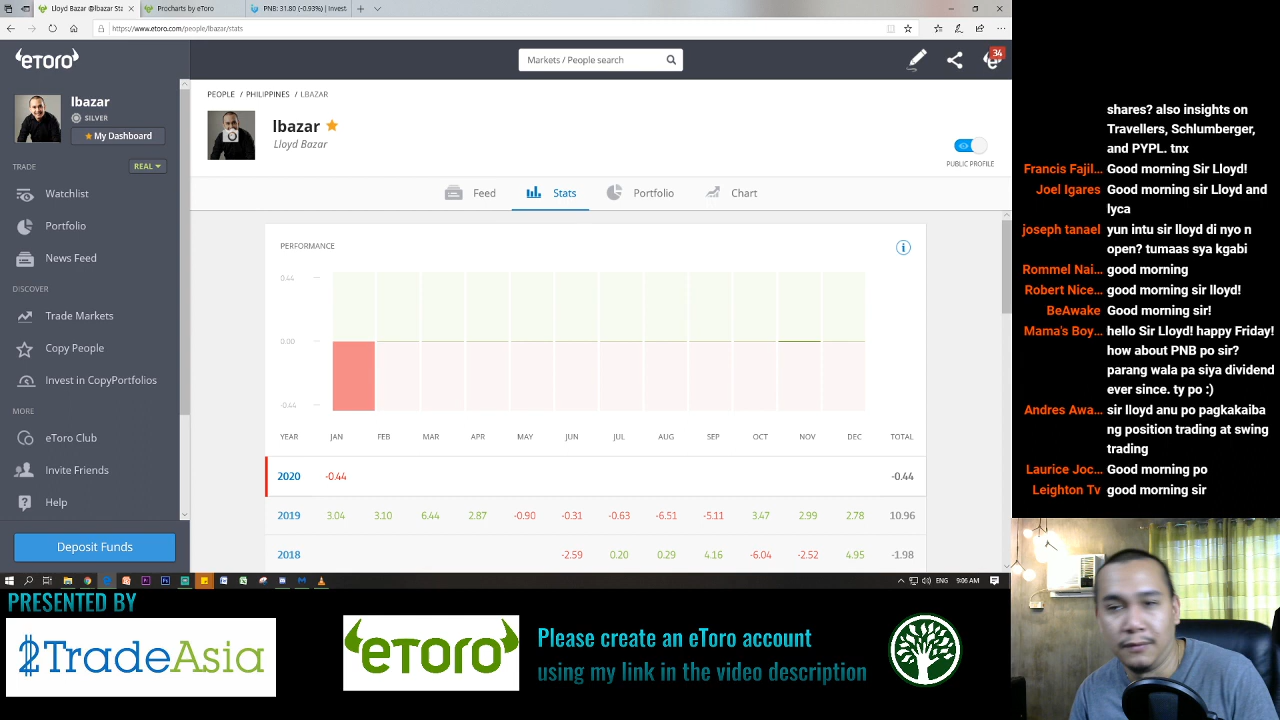 Lloyd Bazar @lbazar Sta
Procharts by eToro
PNB: 31.80 (-0.93%) | Invest
https://www.etoro.com/people/lbazar/stats
eToro
Markets / People search
34
lbazar
SILVER
My Dashboard
TRADE
REAL
Watchlist
Portfolio
News Feed
DISCOVER
Trade Markets
Copy People
Invest in CopyPortfolios
MORE
eToro Club
Invite Friends
Help
Deposit Funds
PEOPLE / PHILIPPINES / LBAZAR
lbazar
Lloyd Bazar
PUBLIC PROFILE
Feed
Stats
Portfolio
Chart
PERFORMANCE
0.44
0.00
-0.44
YEAR JAN FEB MAR APR MAY JUN JUL AUG SEP OCT NOV DEC TOTAL
2020 -0.44 -0.44
2019 3.04 3.10 6.44 2.87 -0.90 -0.31 -0.63 -6.51 -5.11 3.47 2.99 2.78 10.96
2018 -2.59 0.20 0.29 4.16 -6.04 -2.52 4.95 -1.98
ENG 9:06 AM
shares? also insights on
Travellers, Schlumberger,
and PYPL. tnx
Francis Fajil... Good morning Sir Lloyd!
Joel Igares Good morning sir Lloyd and
lyca
joseph tanael yun intu sir lloyd di nyo n
open? tumaas sya kgabi
Rommel Nai... good morning
Robert Nice... good morning sir lloyd!
BeAwake Good morning sir!
Mama's Boy... hello Sir Lloyd! happy Friday!
how about PNB po sir?
parang wala pa siya dividend
ever since. ty po :)
Andres Awa... sir lloyd anu po pagkakaiba
ng position trading at swing
trading
Laurice Joc... Good morning po
Leighton Tv good morning sir
PRESENTED BY
2TradeAsia
eToro
Please create an eToro account
using my link in the video description